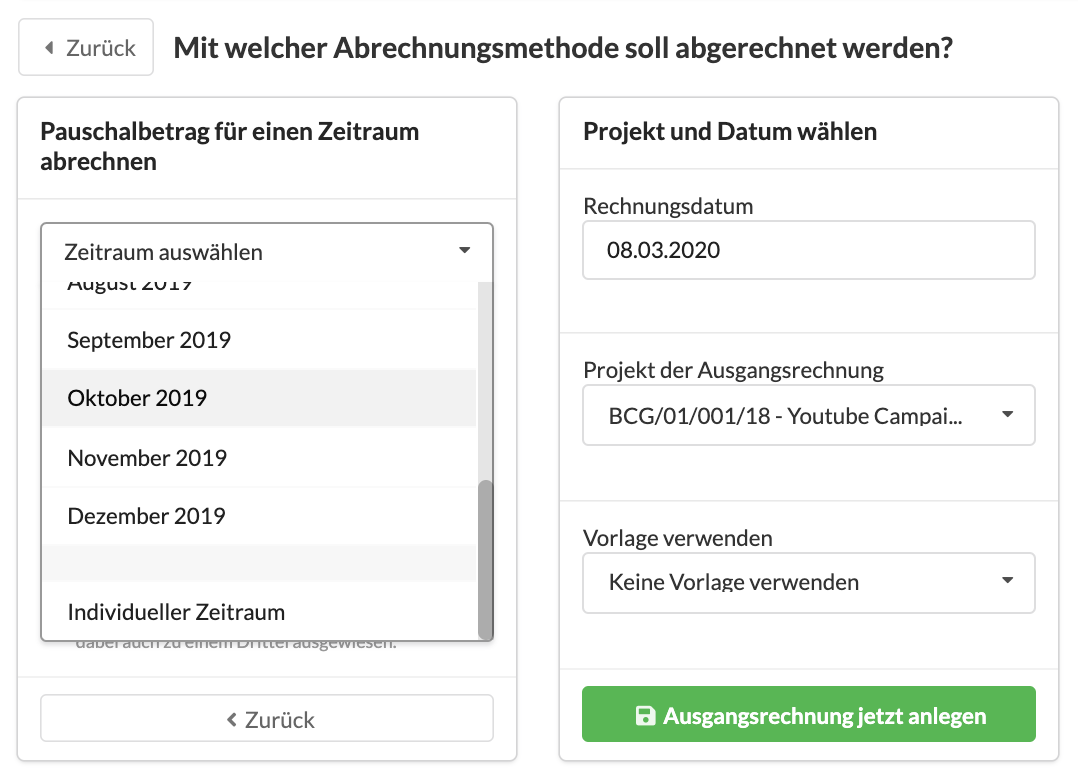 Zurück
Mit welcher Abrechnungsmethode soll abgerechnet werden?
Pauschalbetrag für einen Zeitraum
abrechnen
Zeitraum auswählen
August 2019
September 2019
Oktober 2019
November 2019
Dezember 2019
Individueller Zeitraum
dabei auch zu einem Dritter ausgewiesen.
Zurück
Projekt und Datum wählen
Rechnungsdatum
08.03.2020
Projekt der Ausgangsrechnung
BCG/01/001/18 - Youtube Campai...
Vorlage verwenden
Keine Vorlage verwenden
Ausgangsrechnung jetzt anlegen